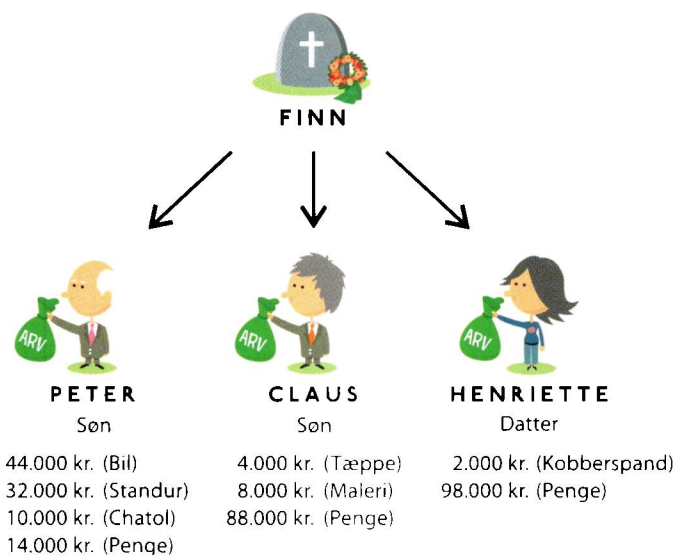 FINN
ARV
PETER
Søn
44.000 kr. (Bil)
32.000 kr. (Standur)
10.000 kr. (Chatol)
14.000 kr. (Penge)
ARV
CLAUS
Søn
4.000 kr. (Tæppe)
8.000 kr. (Maleri)
88.000 kr. (Penge)
ARV
HENRIETTE
Datter
2.000 kr. (Kobberspand)
98.000 kr. (Penge)